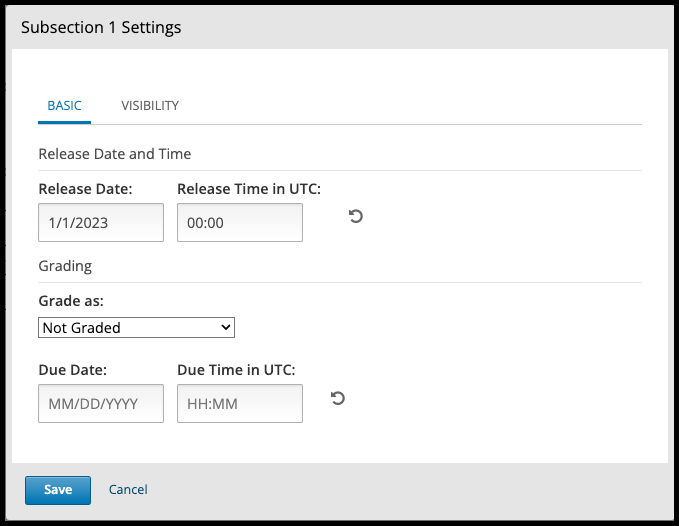 Subsection 1 Settings
BASIC VISIBILITY
Release Date and Time
Release Date: Release Time in UTC:
1/1/2023 00:00
Grading
Grade as:
Not Graded
Due Date: Due Time in UTC:
MM/DD/YYYY HH:MM
Save Cancel